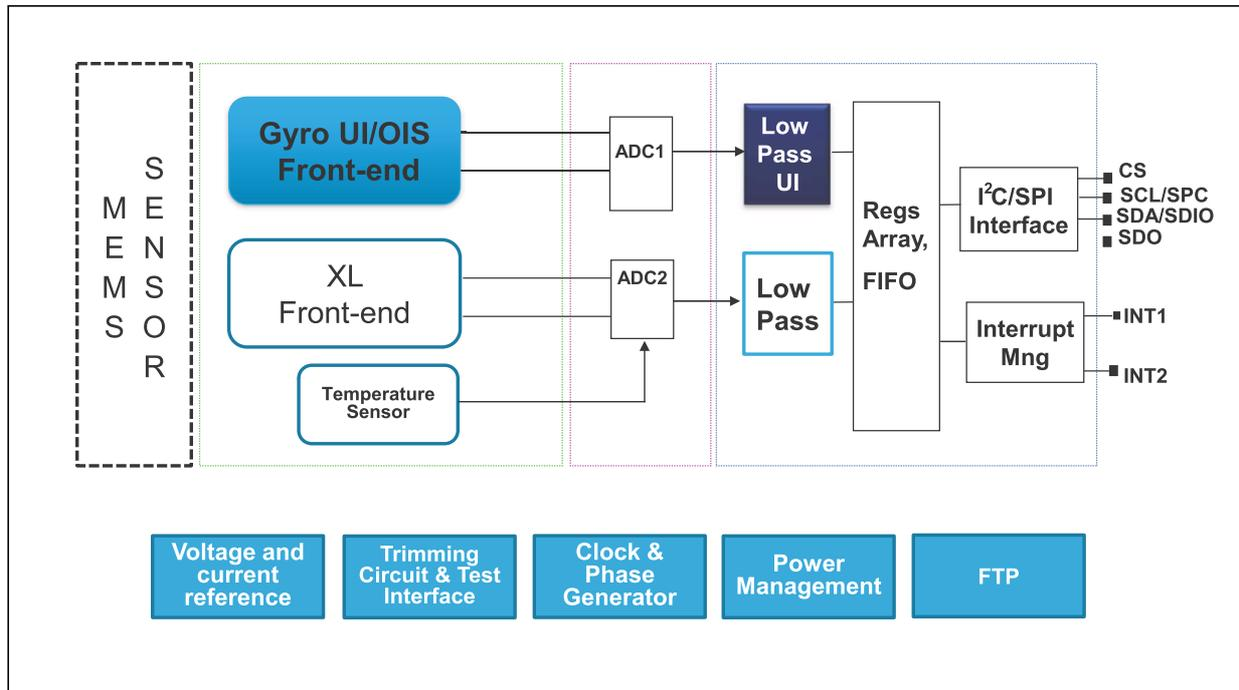 MEMS
SENSOR
Gyro UI/OIS
Front-end
XL
Front-end
Temperature
Sensor
ADC1
ADC2
Low
Pass
UI
Low
Pass
Regs
Array,
FIFO
I²C/SPI
Interface
Interrupt
Mng
CS
SCL/SPC
SDA/SDIO
SDO
INT1
INT2
Voltage and
current
reference
Trimming
Circuit & Test
Interface
Clock &
Phase
Generator
Power
Management
FTP